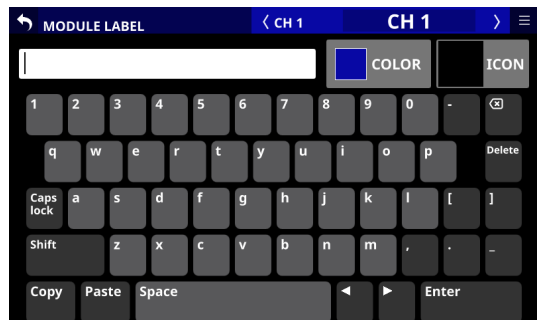 MODULE LABEL 〈 CH 1 CH 1 〉 ≡
COLOR ICON
1 2 3 4 5 6 7 8 9 0 - ⌫
q w e r t y u i o p Delete
Caps lock a s d f g h j k l [ ]
Shift z x c v b n m , . _
Copy Paste Space ◀ ▶ Enter